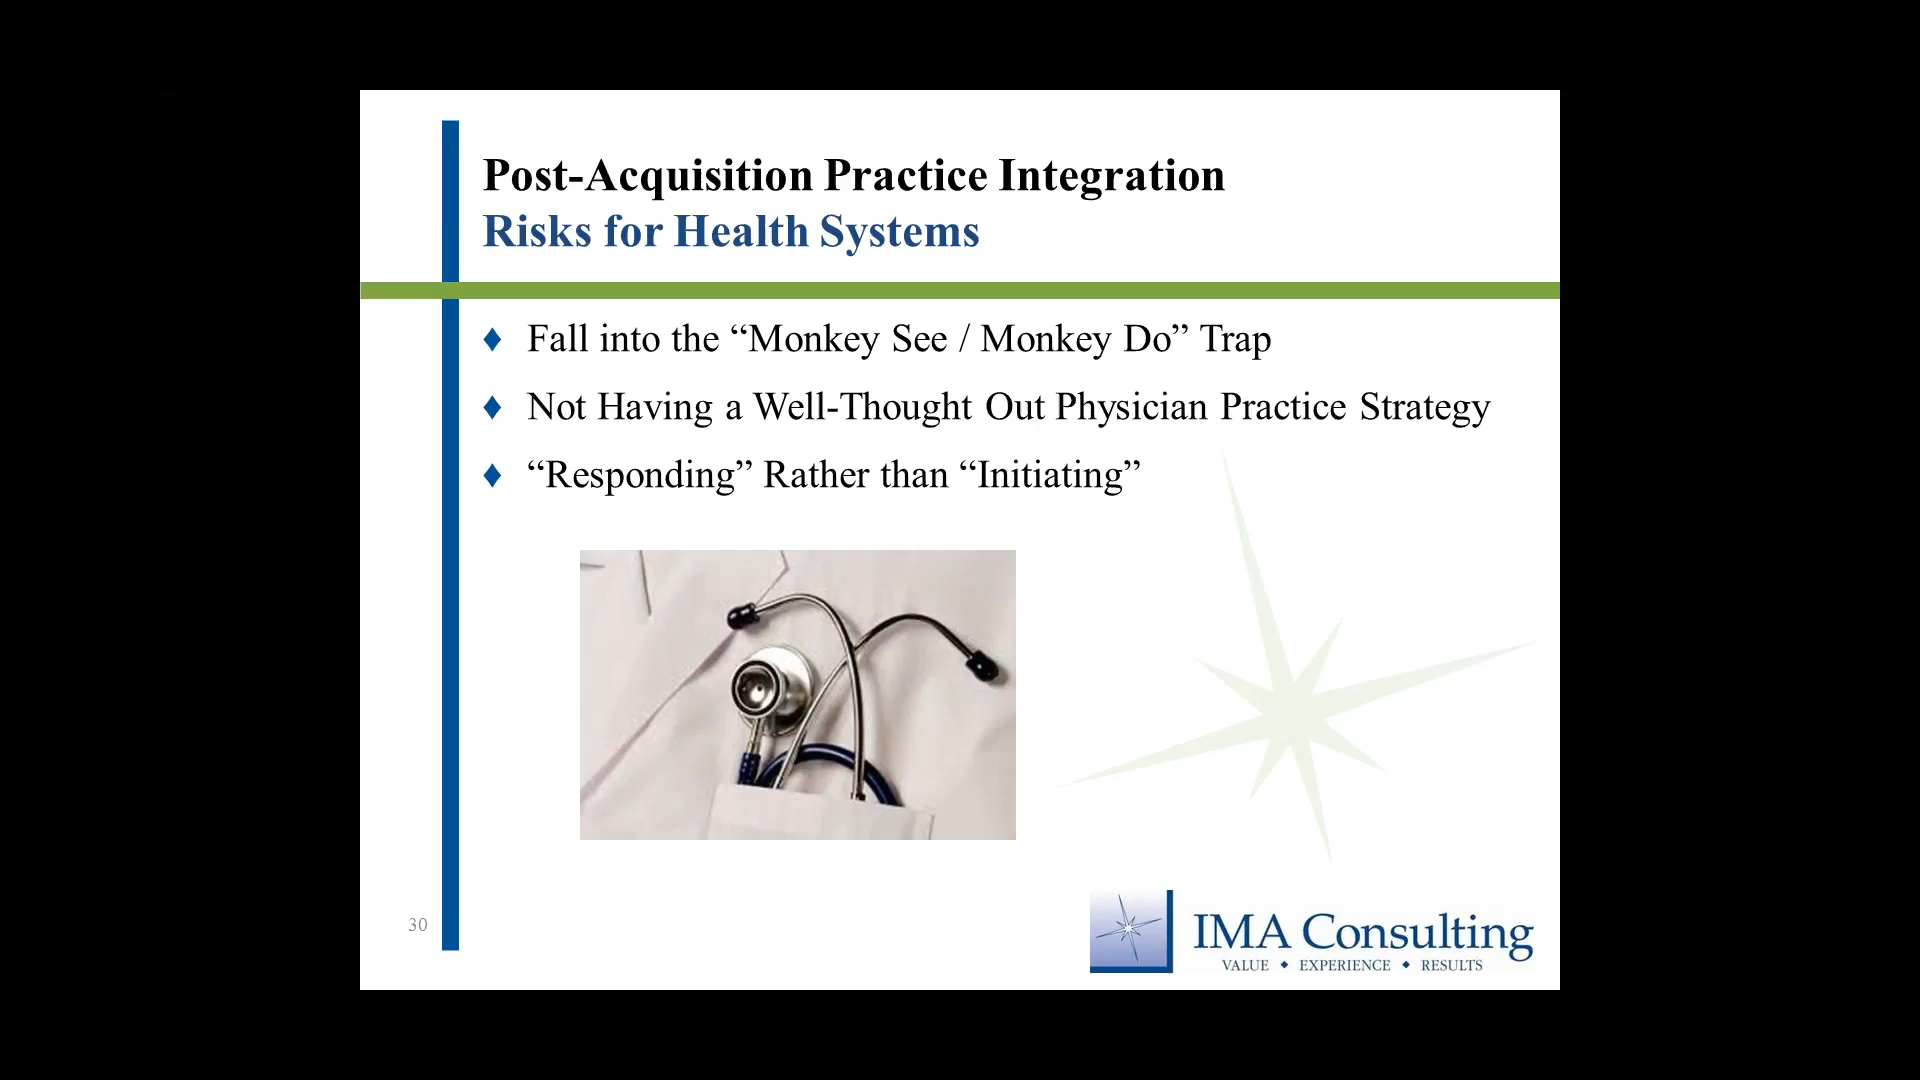 Post-Acquisition Practice Integration
Risks for Health Systems
♦ Fall into the “Monkey See / Monkey Do” Trap
♦ Not Having a Well-Thought Out Physician Practice Strategy
♦ “Responding” Rather than “Initiating”
30
IMA Consulting
VALUE ♦ EXPERIENCE ♦ RESULTS